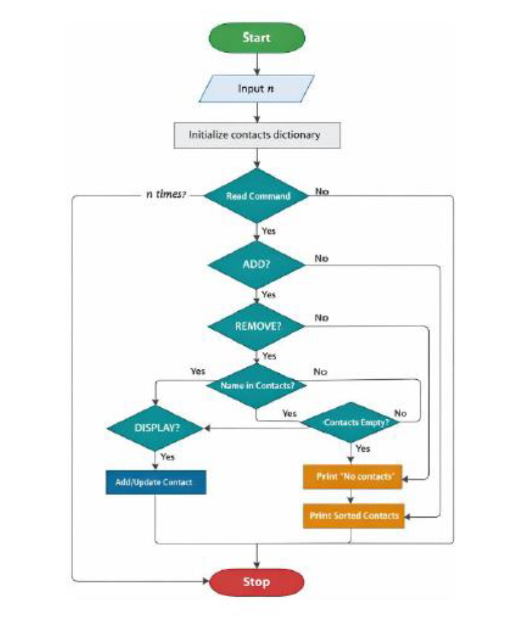 Start
Input n
Initialize contacts dictionary
n times?
Read Command
No
Yes
ADD?
No
Yes
REMOVE?
No
Yes
Yes
Name in Contacts?
No
Yes
DISPLAY?
Contacts Empty?
No
Yes
Yes
Add/Update Contact
Print "No contacts"
Print Sorted Contacts
Stop